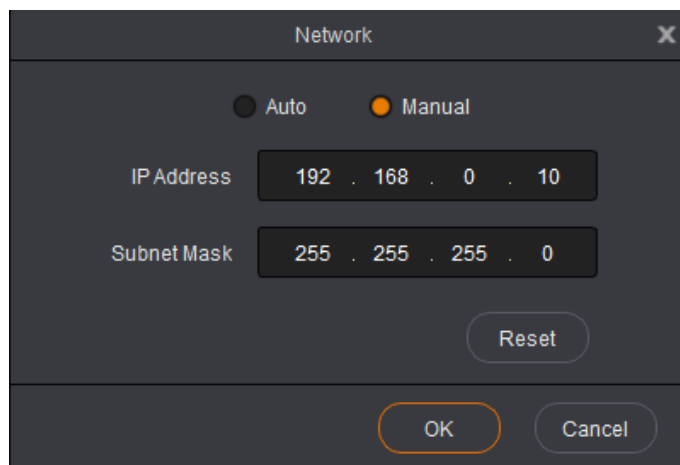 Network
Auto Manual
IP Address 192 . 168 . 0 . 10
Subnet Mask 255 . 255 . 255 . 0
Reset
OK Cancel